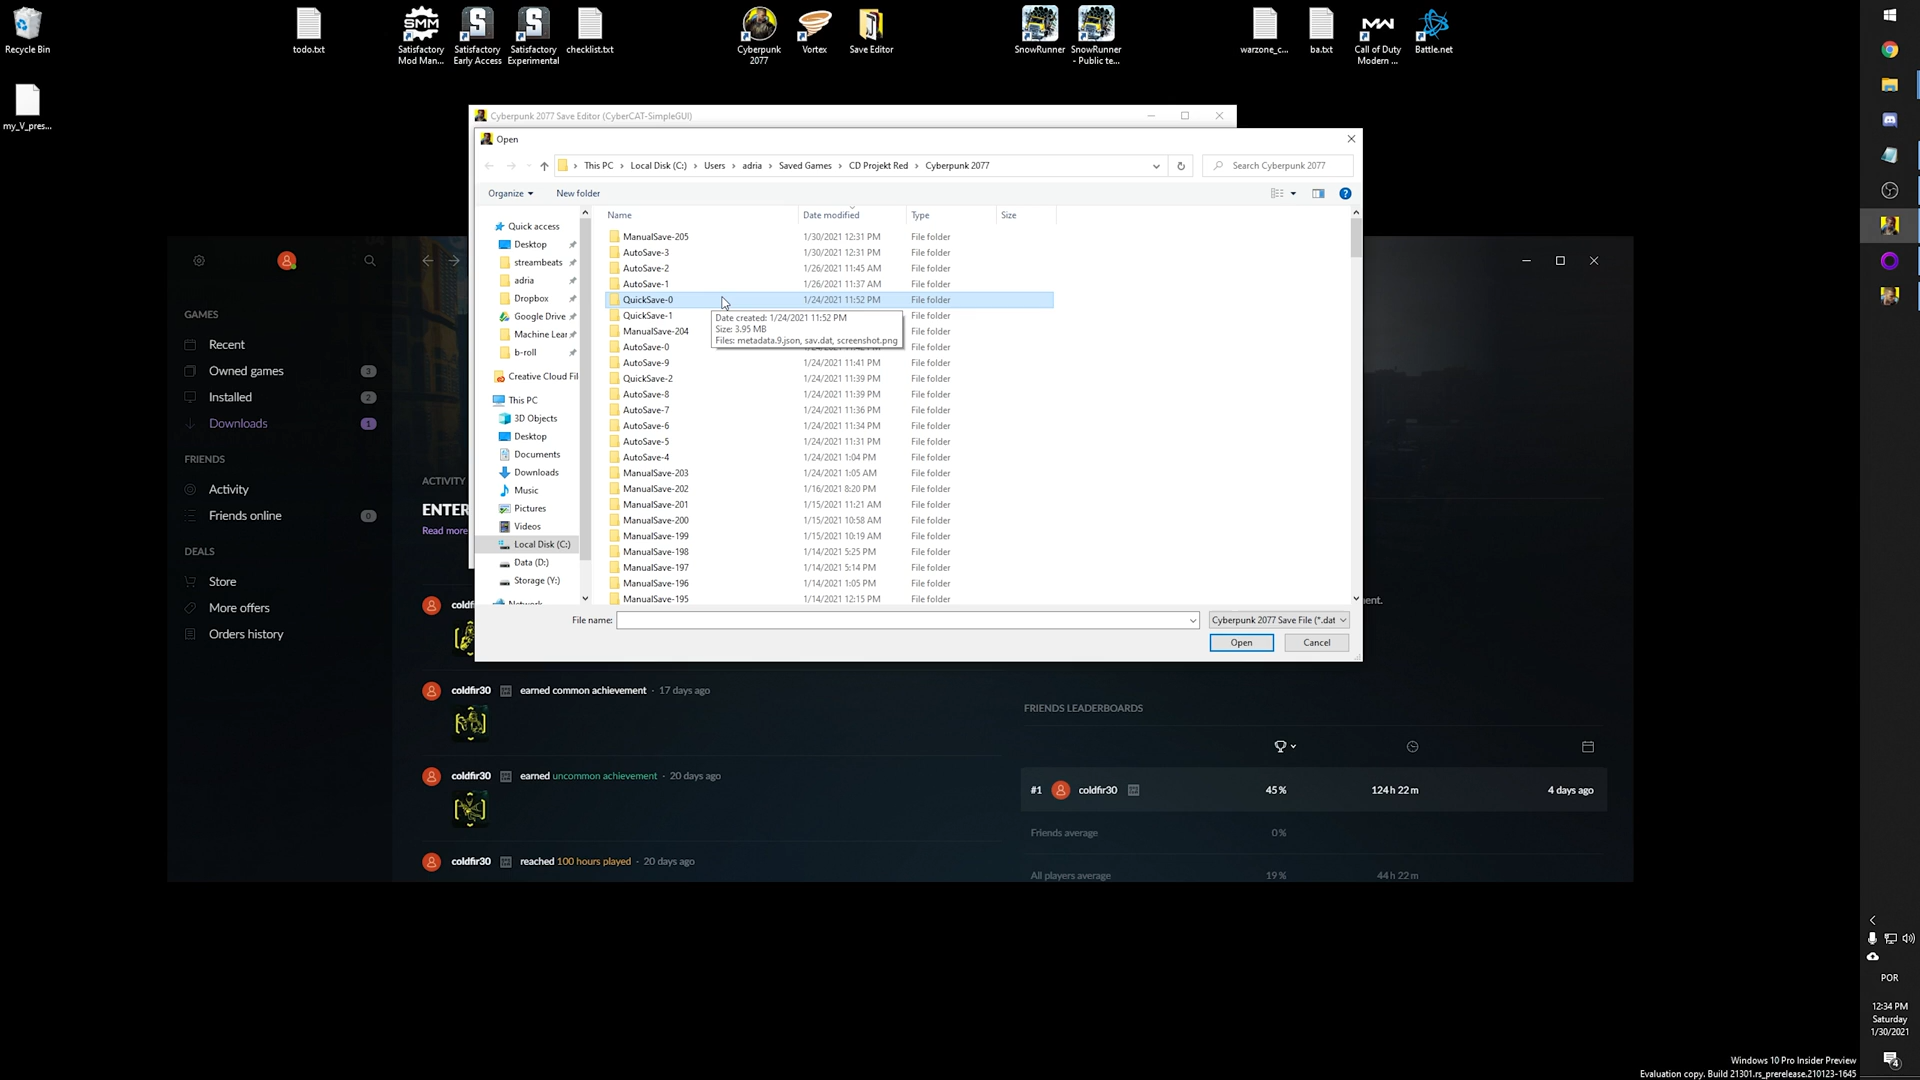 Recycle Bin
todo.txt
Satisfactory Mod Man...
Satisfactory Early Access
Satisfactory Experimental
checklist.txt
Cyberpunk 2077
Vortex
Save Editor
SnowRunner
SnowRunner - Public te...
warzone_c...
ba.txt
Call of Duty Modern ...
Battle.net
my_V_pres...
SMM
Cyberpunk 2077 Save Editor (CyberCAT-SimpleGUI)
Open
This PC > Local Disk (C:) > Users > adria > Saved Games > CD Projekt Red > Cyberpunk 2077
Search Cyberpunk 2077
Organize
New folder
Name Date modified Type Size
Quick access
Desktop
streambeats
adria
Dropbox
Google Drive
Machine Lear
b-roll
Creative Cloud Fil
This PC
3D Objects
Desktop
Documents
Downloads
Music
Pictures
Videos
Local Disk (C:)
Data (D:)
Storage (Y:)
Network
ManualSave-205 1/30/2021 12:31 PM File folder
AutoSave-3 1/30/2021 12:31 PM File folder
AutoSave-2 1/26/2021 11:45 AM File folder
AutoSave-1 1/26/2021 11:37 AM File folder
QuickSave-0 1/24/2021 11:52 PM File folder
QuickSave-1 File folder
ManualSave-204 File folder
AutoSave-0 File folder
AutoSave-9 1/24/2021 11:41 PM File folder
QuickSave-2 1/24/2021 11:39 PM File folder
AutoSave-8 1/24/2021 11:39 PM File folder
AutoSave-7 1/24/2021 11:36 PM File folder
AutoSave-6 1/24/2021 11:34 PM File folder
AutoSave-5 1/24/2021 11:31 PM File folder
AutoSave-4 1/24/2021 1:04 PM File folder
ManualSave-203 1/24/2021 1:05 AM File folder
ManualSave-202 1/16/2021 8:20 PM File folder
ManualSave-201 1/15/2021 11:21 AM File folder
ManualSave-200 1/15/2021 10:58 AM File folder
ManualSave-199 1/15/2021 10:19 AM File folder
ManualSave-198 1/14/2021 5:25 PM File folder
ManualSave-197 1/14/2021 5:14 PM File folder
ManualSave-196 1/14/2021 1:05 PM File folder
ManualSave-195 1/14/2021 12:15 PM File folder
Date created: 1/24/2021 11:52 PM
Size: 3.95 MB
Files: metadata.9.json, sav.dat, screenshot.png
File name:
Cyberpunk 2077 Save File (*.dat
Open
Cancel
GAMES
Recent
Owned games 3
Installed 2
Downloads 1
FRIENDS
Activity
Friends online 0
DEALS
Store
More offers
Orders history
ACTIVITY
ENTER
Read more
coldf
ent.
coldfir30 earned common achievement · 17 days ago
coldfir30 earned uncommon achievement · 20 days ago
coldfir30 reached 100 hours played · 20 days ago
FRIENDS LEADERBOARDS
#1 coldfir30 45% 124 h 22 m 4 days ago
Friends average 0%
All players average 19% 44 h 22 m
POR
12:34 PM
Saturday
1/30/2021
4
Windows 10 Pro Insider Preview
Evaluation copy. Build 21301.rs_prerelease.210123-1645